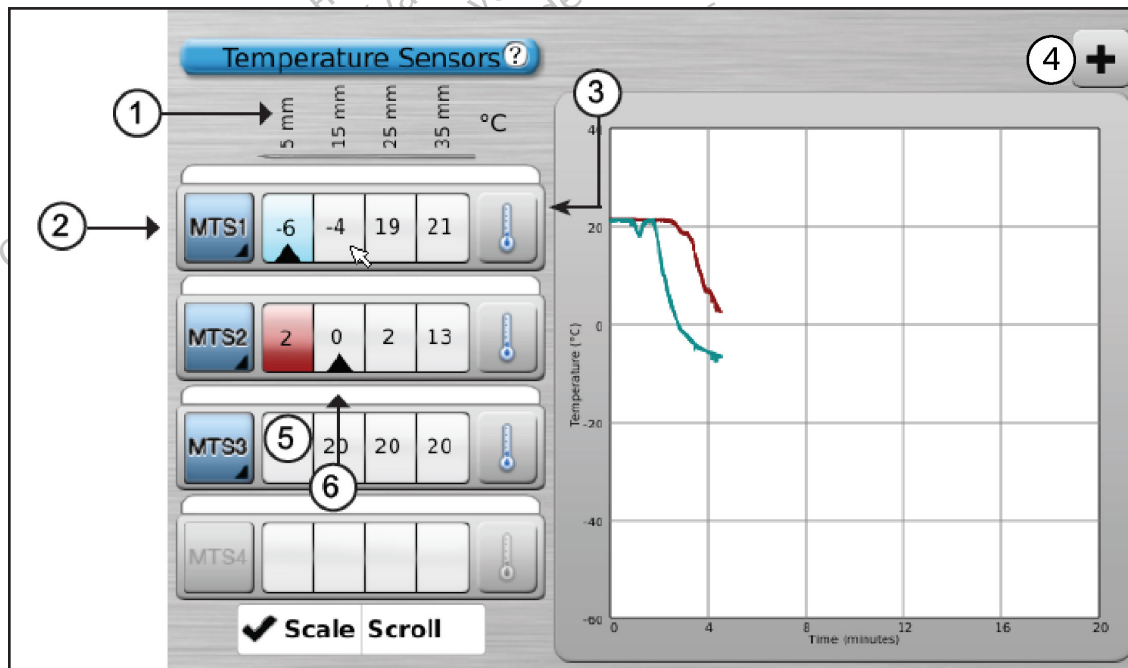 Temperature Sensors ?
4
+
1
5 mm 15 mm 25 mm 35 mm °C
3
2
MTS1 -6 -4 19 21
MTS2 2 0 2 13
MTS3 5 20 20 20
6
MTS4
Scale Scroll
40
20
0
-20
-40
-60
Temperature (°C)
0 4 8 12 16 20
Time (minutes)